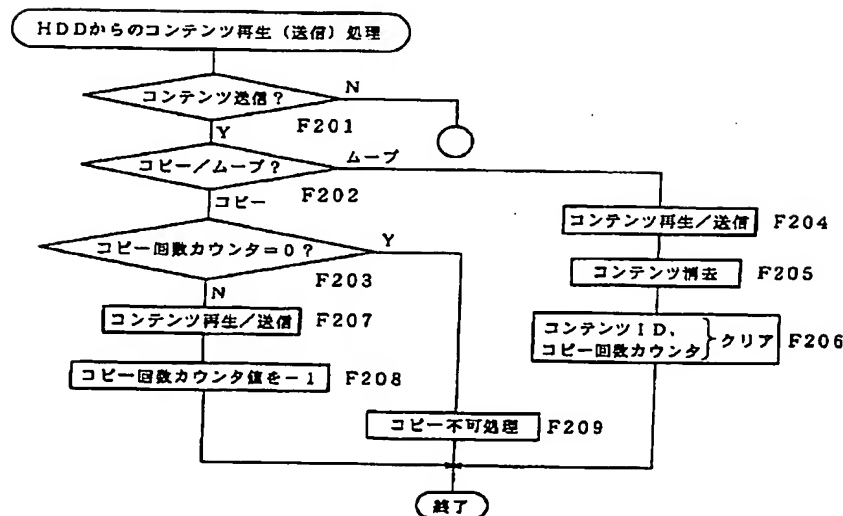 HDDからのコンテンツ再生（送信）処理
コンテンツ送信？
N
F201
Y
コピー／ムーブ？
ムーブ
F202
コピー
コンテンツ再生／送信
F204
コピー回数カウンタ＝0？
Y
コンテンツ消去
F205
F203
N
コンテンツ再生／送信
F207
コンテンツID、
コピー回数カウンタ
クリア
F206
コピー回数カウンタ値を－1
F208
コピー不可処理
F209
終了